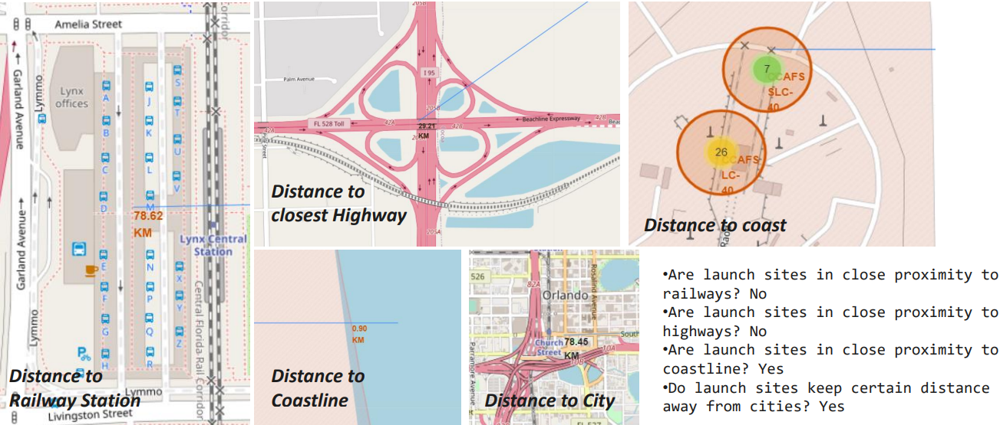 Amelia Street
Corridor
Garland Avenue
Lymmo
Lynx
offices
A
B
C
D
E
F
G
H
J
K
L
M
N
P
Q
R
S
T
U
V
X
Y
Z
78.62
KM
Lynx Central
Station
Garland Avenue
Lymmo
Central Florida Rail Corridor
P
Distance to
Railway Station
Lymmo
Livingston Street
205B
I 95
Palm Avenue
205B
FL 528 Toll
42A
42B
Beachline Expressway
42B
42A
29.21
KM
205A
Distance to
closest Highway
7
CCAFS
SLC-
40
26
CCAFS
LC-
40
Distance to coast
0.90
KM
Distance to
Coastline
526
82A
Orlando
Rosalind Avenue
Church
Street
78.45
KM
South
10A
Parramore Avenue
Distance to City
FL 527
•Are launch sites in close proximity to
railways? No
•Are launch sites in close proximity to
highways? No
•Are launch sites in close proximity to
coastline? Yes
•Do launch sites keep certain distance
away from cities? Yes